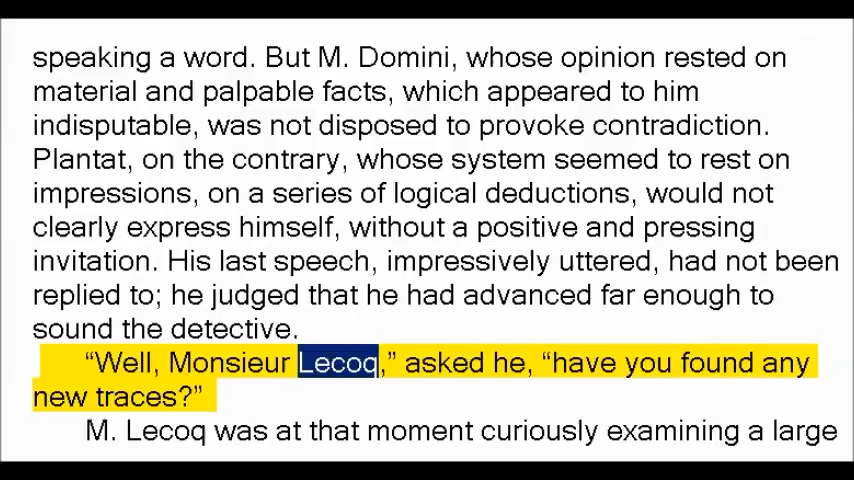 speaking a word. But M. Domini, whose opinion rested on
material and palpable facts, which appeared to him
indisputable, was not disposed to provoke contradiction.
Plantat, on the contrary, whose system seemed to rest on
impressions, on a series of logical deductions, would not
clearly express himself, without a positive and pressing
invitation. His last speech, impressively uttered, had not been
replied to; he judged that he had advanced far enough to
sound the detective.
“Well, Monsieur Lecoq,” asked he, “have you found any
new traces?”
M. Lecoq was at that moment curiously examining a large